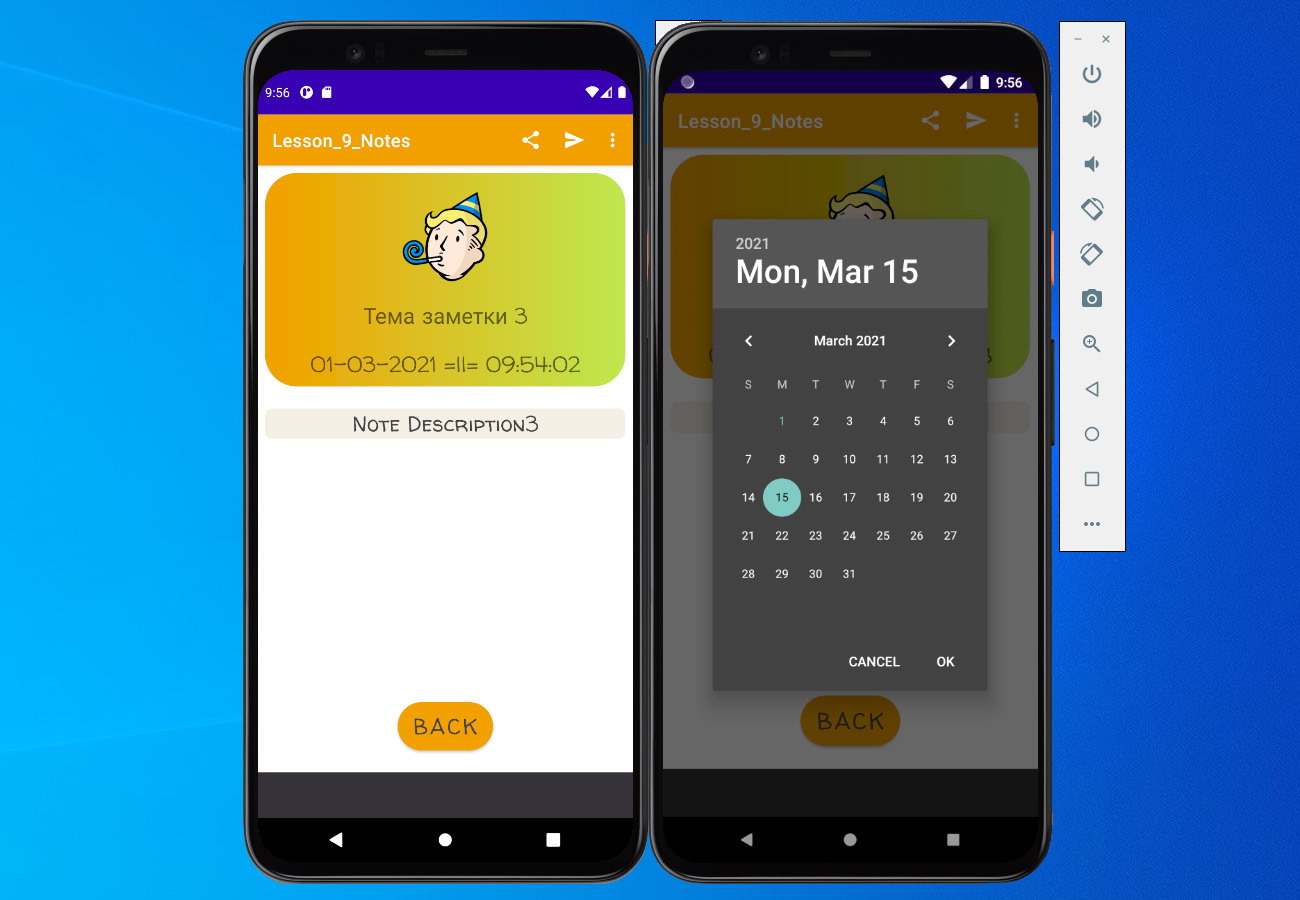 9:56
Lesson_9_Notes
Тема заметки 3
01-03-2021 =||= 09:54:02
Note Description3
BACK
9:56
Lesson_9_Notes
2021
Mon, Mar 15
March 2021
S M T W T F S
1 2 3 4 5 6
7 8 9 10 11 12 13
14 15 16 17 18 19 20
21 22 23 24 25 26 27
28 29 30 31
CANCEL OK
BACK